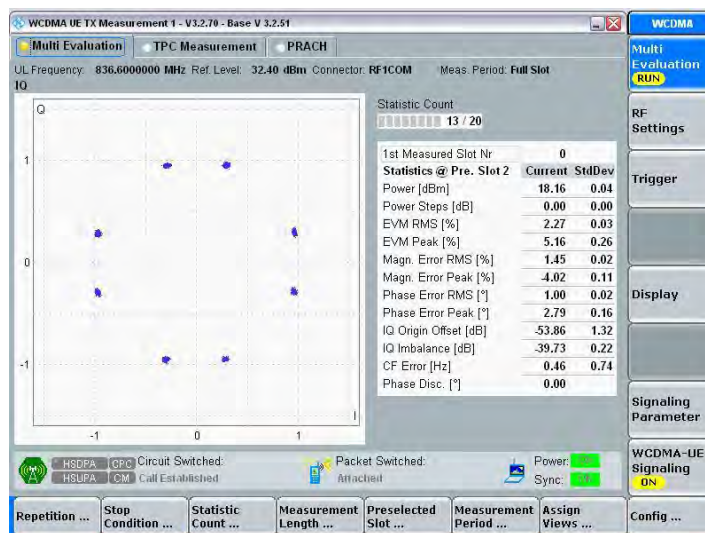 WCDMA UE TX Measurement 1 - V3.2.70 - Base V 3.2.51
WCDMA
Multi Evaluation
TPC Measurement
PRACH
UL Frequency: 836.6000000 MHz Ref. Level: 32.40 dBm Connector: RF1COM Meas. Period: Full Slot
IQ
Q
1
0
-1
-1 0 1
I
Statistic Count
13 / 20
1st Measured Slot Nr 0
Statistics @ Pre. Slot 2 Current StdDev
Power [dBm] 18.16 0.04
Power Steps [dB] 0.00 0.00
EVM RMS [%] 2.27 0.03
EVM Peak [%] 5.16 0.26
Magn. Error RMS [%] 1.45 0.02
Magn. Error Peak [%] -4.02 0.11
Phase Error RMS [°] 1.00 0.02
Phase Error Peak [°] 2.79 0.16
IQ Origin Offset [dB] -53.86 1.32
IQ Imbalance [dB] -39.73 0.22
CF Error [Hz] 0.46 0.74
Phase Disc. [°] 0.00
Multi
Evaluation
RUN
RF
Settings
Trigger
Display
Signaling
Parameter
WCDMA-UE
Signaling
ON
Config ...
HSDPA CPC Circuit Switched:
HSUPA CM Call Established
Packet Switched:
Attached
Power:
Sync:
Repetition ...
Stop
Condition ...
Statistic
Count ...
Measurement
Length ...
Preselected
Slot ...
Measurement
Period ...
Assign
Views ...